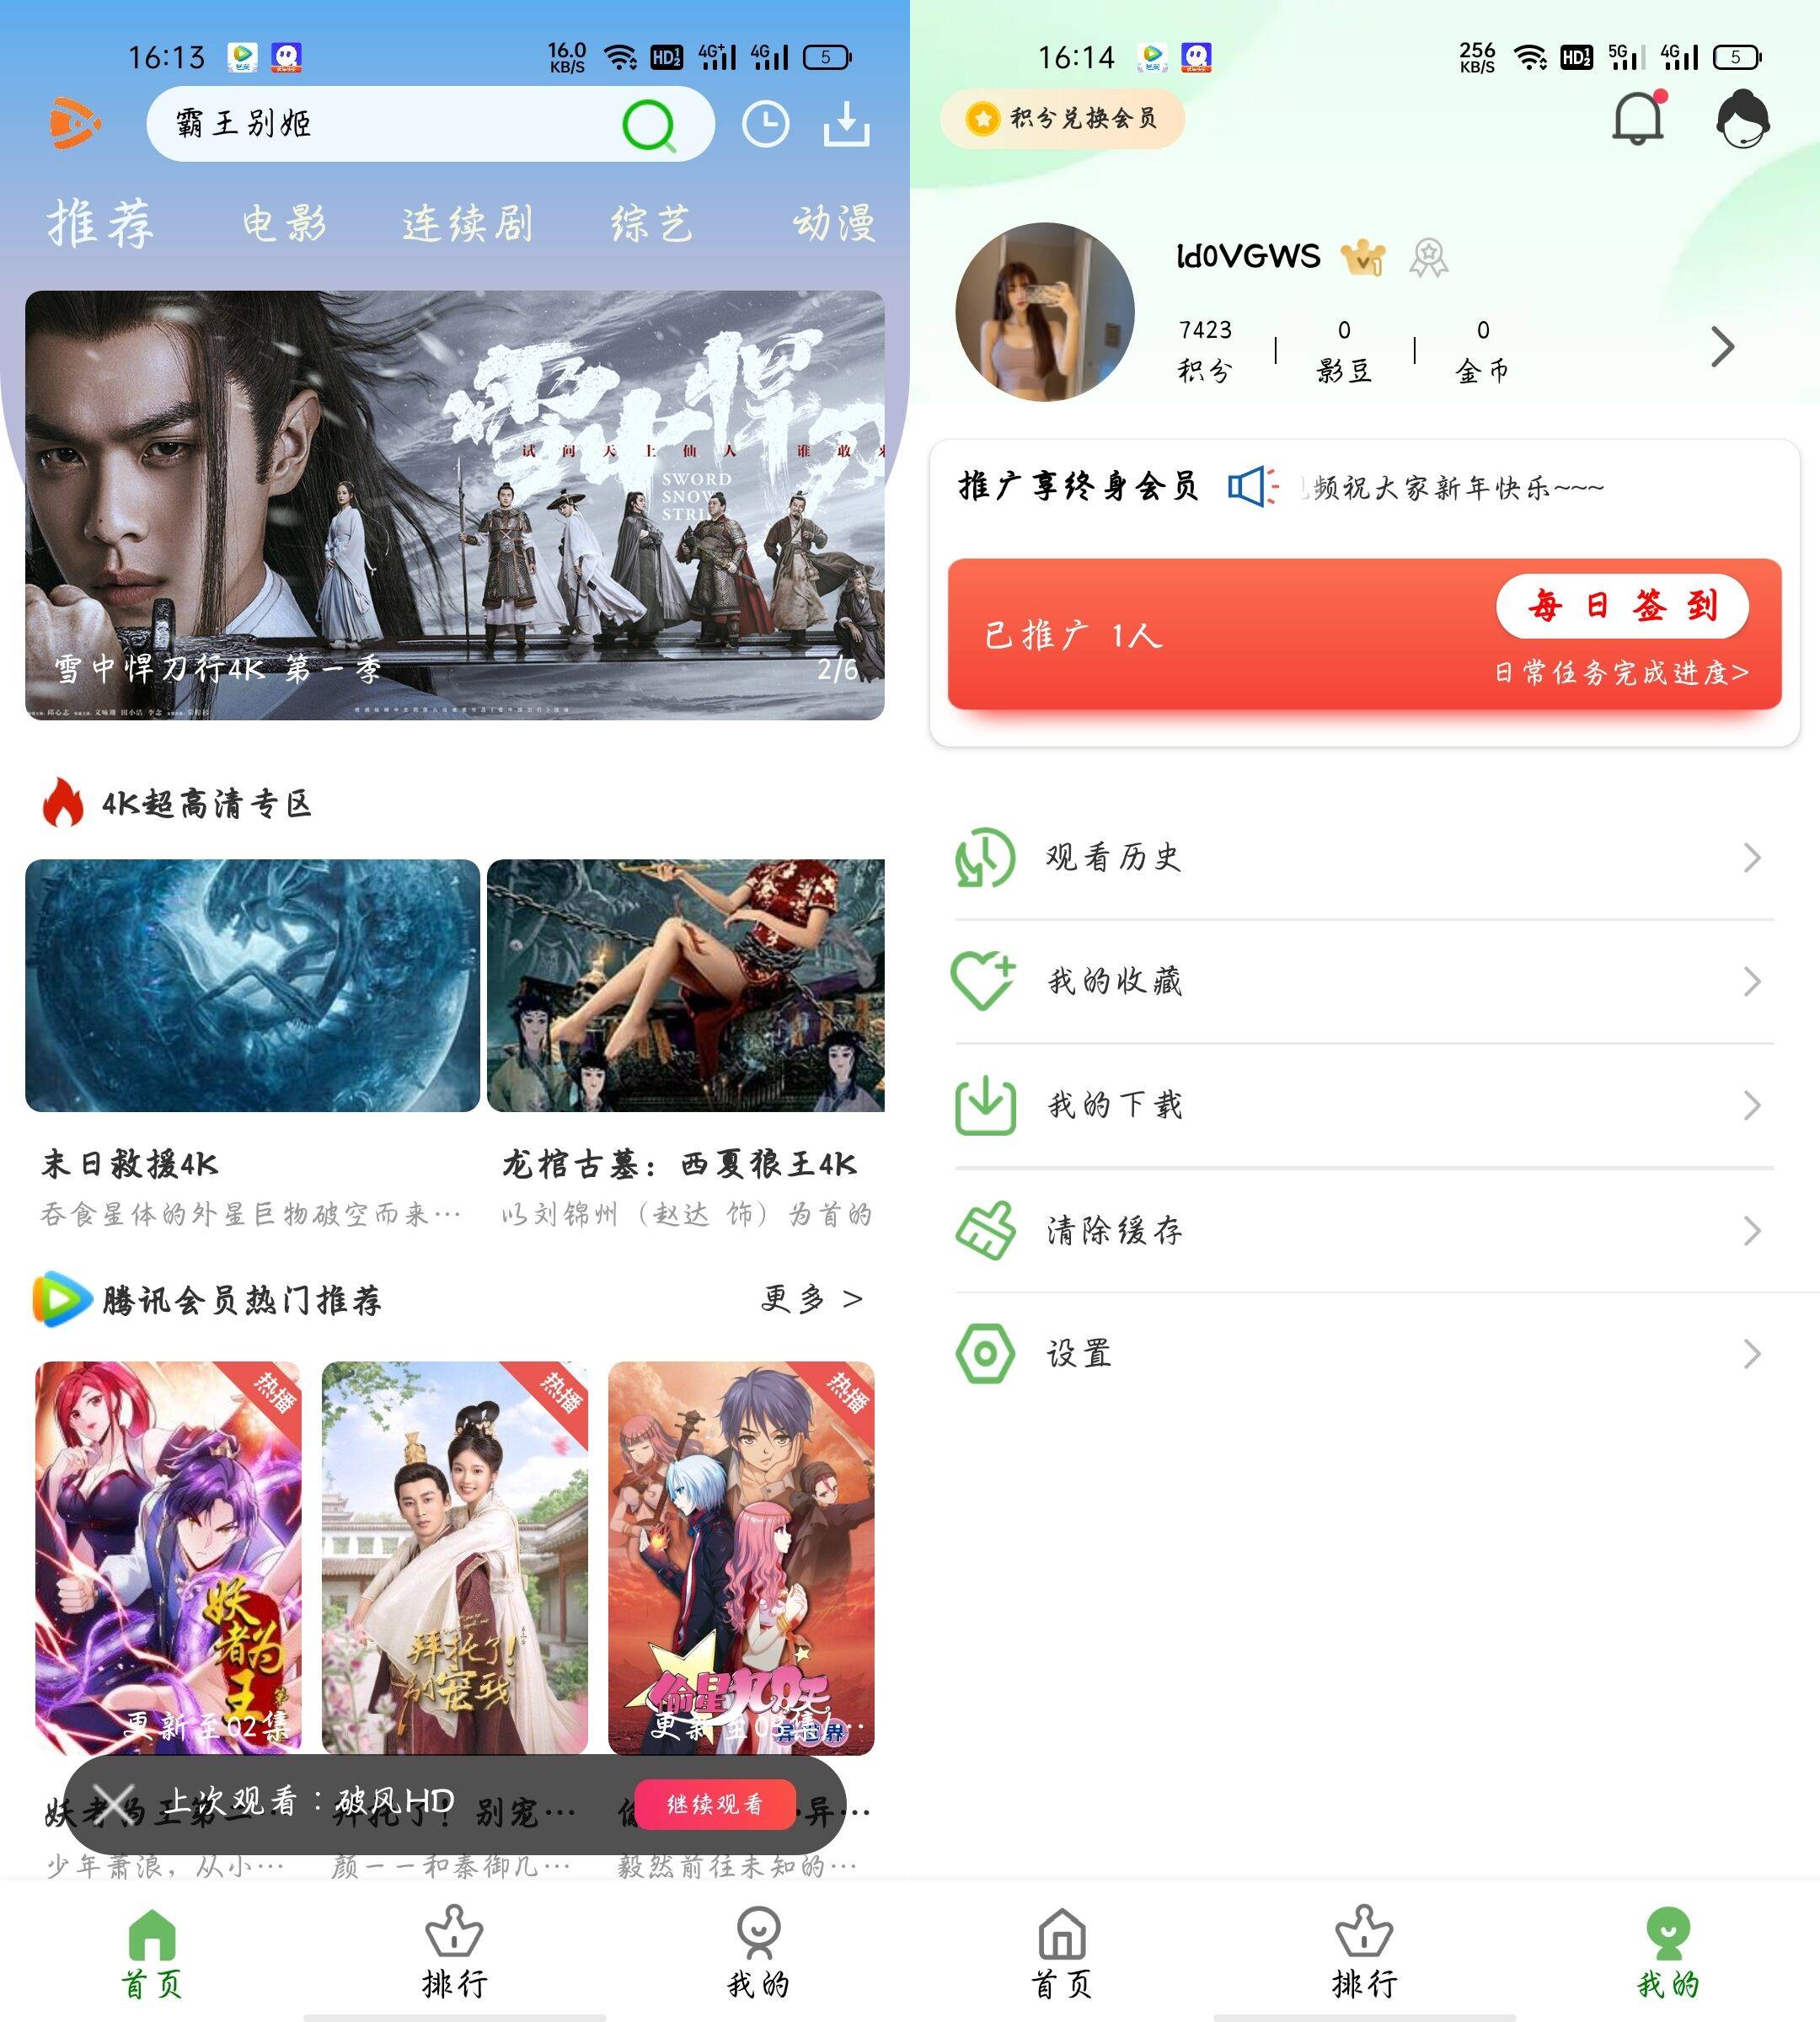 16:13
16.0
KB/S
HD
4G+
4G
5
霸王别姬
推荐
电影
连续剧
综艺
动漫
雪中悍刀
试问天上仙人 谁敢来
SWORD
SNOW
STRI
雪中悍刀行4K 第一季
2/6
4K超高清专区
末日救援4K
吞食星体的外星巨物破空而来…
龙棺古墓：西夏狼王4K
以刘锦州（赵达 饰）为首的
腾讯会员热门推荐
更多 >
热播
热播
热播
妖者为王
拜托了!
别宠我
偷星九月天
异世界
更新至02集
更新至03集/…
上次观看：破风HD
继续观看
妖者为王第二…
拜托了！别宠…
异…
少年萧浪，从小…
颜一一和秦御几…
毅然前往未知的…
首页
排行
我的
16:14
256
KB/S
HD
5G
4G
5
积分兑换会员
ld0VGWS
7423
积分
0
影豆
0
金币
推广享终身会员
频祝大家新年快乐~~~
已推广 1人
每日签到
日常任务完成进度>
观看历史
我的收藏
我的下载
清除缓存
设置
首页
排行
我的